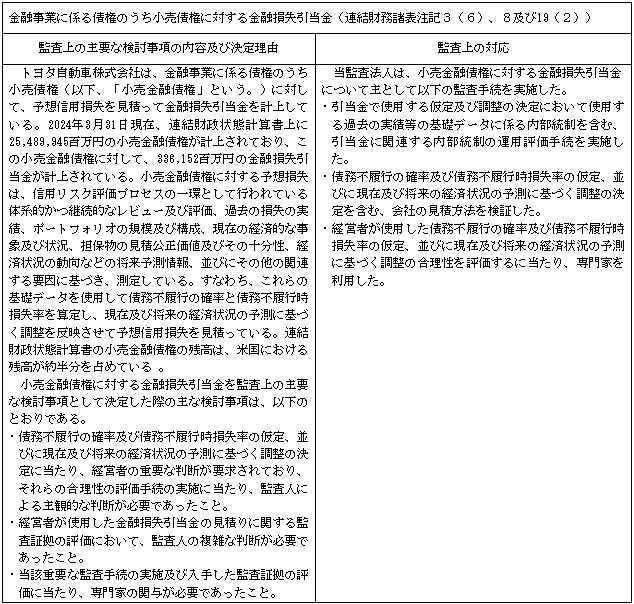 金融事業に係る債権のうち小売債権に対する金融損失引当金（連結財務諸表注記３（６）、８及び19（２））
監査上の主要な検討事項の内容及び決定理由
　トヨタ自動車株式会社は、金融事業に係る債権のうち
小売債権（以下、「小売金融債権」という。）に対し
て、予想信用損失を見積って金融損失引当金を計上して
いる。2024年３月31日現在、連結財政状態計算書上に
25,489,945百万円の小売金融債権が計上されており、こ
の小売金融債権に対して、336,152百万円の金融損失引
当金が計上されている。小売金融債権に対する予想損失
は、信用リスク評価プロセスの一環として行われている
体系的かつ継続的なレビュー及び評価、過去の損失の実
績、ポートフォリオの規模及び構成、現在の経済的な事
象及び状況、担保物の見積公正価値及びその十分性、経
済状況の動向などの将来予測情報、並びにその他の関連
する要因に基づき、測定している。すなわち、これらの
基礎データを使用して債務不履行の確率と債務不履行時
損失率を算定し、現在及び将来の経済状況の予測に基づ
く調整を反映させて予想信用損失を見積っている。連結
財政状態計算書の小売金融債権の残高は、米国における
残高が約半分を占めている 。
　小売金融債権に対する金融損失引当金を監査上の主要
な検討事項として決定した際の主な検討事項は、以下の
とおりである。
・債務不履行の確率及び債務不履行時損失率の仮定、並
びに現在及び将来の経済状況の予測に基づく調整の決
定に当たり、経営者の重要な判断が要求されており、
それらの合理性の評価手続の実施に当たり、監査人に
よる主観的な判断が必要であったこと。
・経営者が使用した金融損失引当金の見積りに関する監
査証拠の評価において、監査人の複雑な判断が必要で
あったこと。
・当該重要な監査手続の実施及び入手した監査証拠の評
価に当たり、専門家の関与が必要であったこと。
監査上の対応
　当監査法人は、小売金融債権に対する金融損失引当金
について主として以下の監査手続を実施した。
・引当金で使用する仮定及び調整の決定において使用す
る過去の実績等の基礎データに係る内部統制を含む、
引当金に関連する内部統制の運用評価手続を実施し
た。
・債務不履行の確率及び債務不履行時損失率の仮定、並
びに現在及び将来の経済状況の予測に基づく調整の決
定を含む、会社の見積方法を検証した。
・経営者が使用した債務不履行の確率及び債務不履行時
損失率の仮定、並びに現在及び将来の経済状況の予測
に基づく調整の合理性を評価するに当たり、専門家を
利用した。